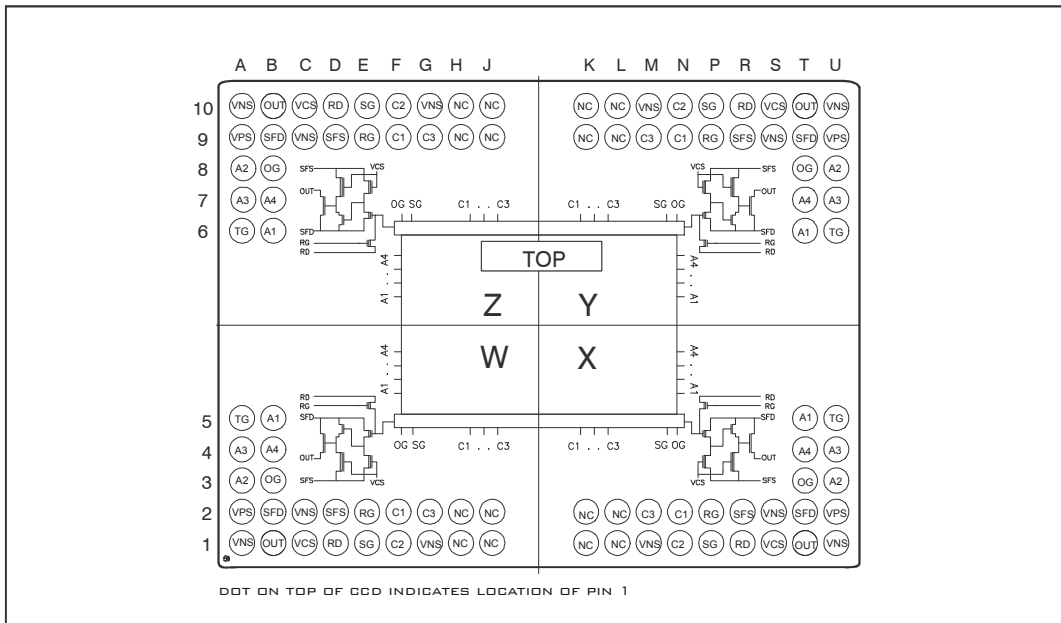 A B C D E F G H J K L M N P R S T U
10 VNS OUT VCS RD SG C2 VNS NC NC NC NC VNS C2 SG RD VCS OUT VNS
9 VPS SFD VNS SFS RG C1 C3 NC NC NC NC C3 C1 RG SFS VNS SFD VPS
8 A2 OG SFS VCS VCS SFS OG A2
7 A3 A4 OUT OG SG C1 . . C3 C1 . . C3 SG OG OUT A4 A3
6 TG A1 SFD SFD A1 TG
RG RG
RD RD
TOP
A4 . . A1 A4 . . A1
Z Y
W X
A4 . . A1 A4 . . A1
RD RD
RG RG
5 TG A1 SFD SFD A1 TG
4 A3 A4 OUT OG SG C1 . . C3 C1 . . C3 SG OG OUT A4 A3
3 A2 OG SFS VCS VCS SFS OG A2
2 VPS SFD VNS SFS RG C1 C3 NC NC NC NC C3 C1 RG SFS VNS SFD VPS
1 VNS OUT VCS RD SG C2 VNS NC NC NC NC VNS C2 SG RD VCS OUT VNS
DOT ON TOP OF CCD INDICATES LOCATION OF PIN 1